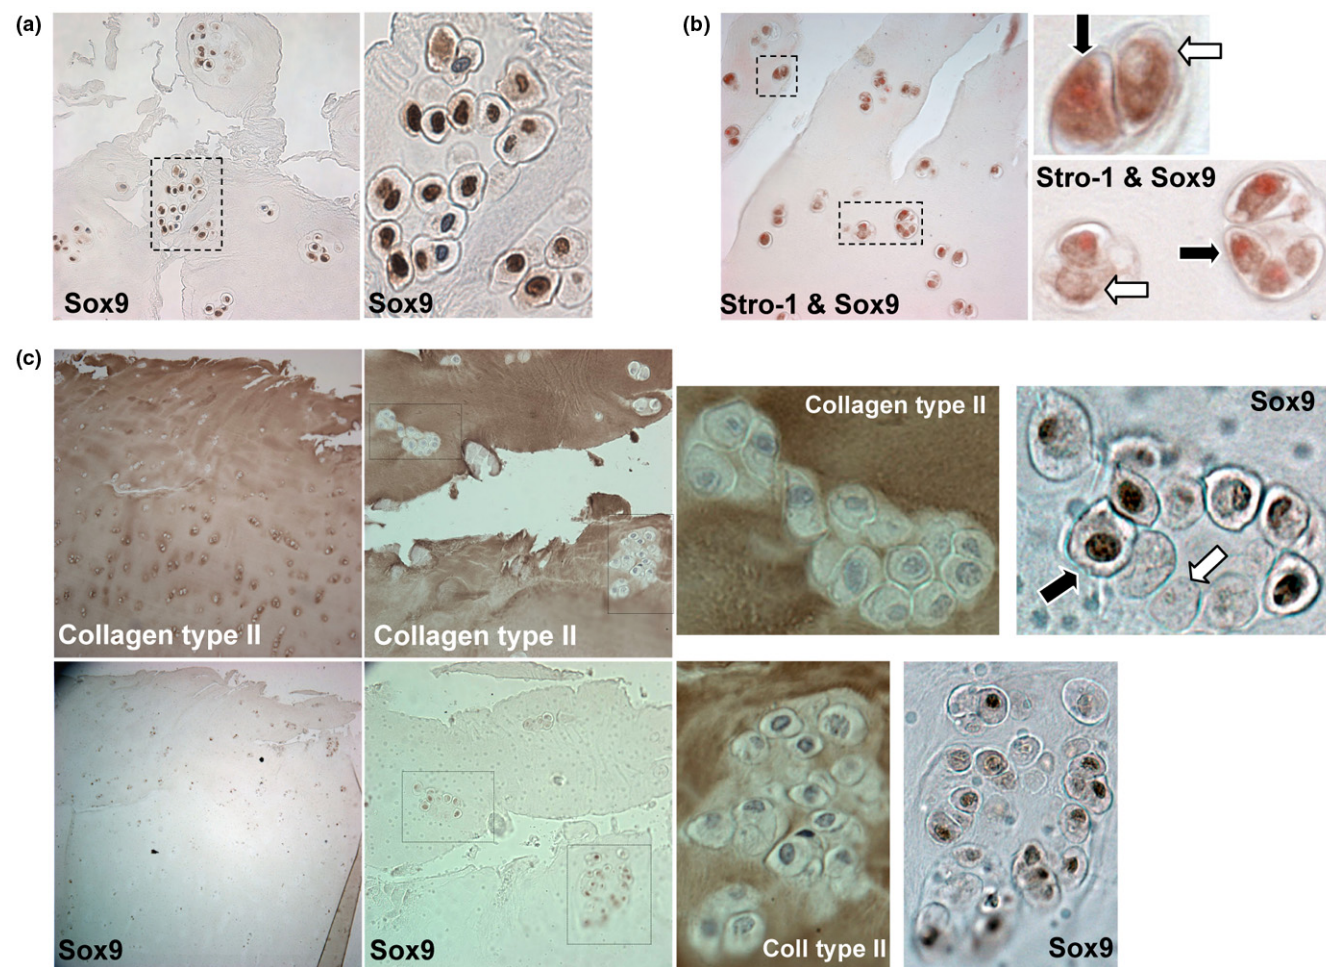 (a)
Sox9
(b)
Stro-1 & Sox9
Stro-1 & Sox9
(c)
Collagen type II
Collagen type II
Collagen type II
Sox9
Sox9
Sox9
Coll type II
Sox9